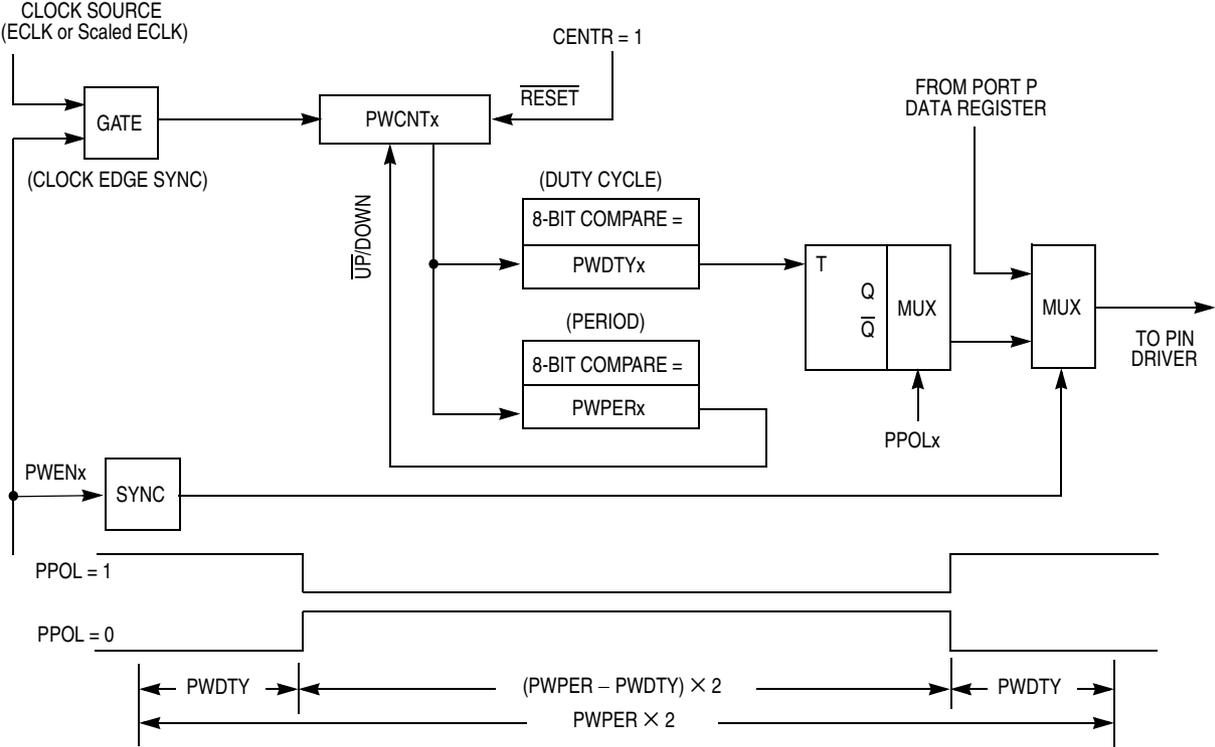 CLOCK SOURCE
(ECLK or Scaled ECLK)
CENTR = 1
R̅E̅S̅E̅T̅
FROM PORT P
DATA REGISTER
GATE
PWCNTx
(CLOCK EDGE SYNC)
(DUTY CYCLE)
8-BIT COMPARE =
PWDTYx
U̅P̅/DOWN
T
Q
Q̅
MUX
MUX
TO PIN
DRIVER
(PERIOD)
8-BIT COMPARE =
PWPERx
PPOLx
PWENx
SYNC
PPOL = 1
PPOL = 0
PWDTY
(PWPER – PWDTY) × 2
PWDTY
PWPER × 2